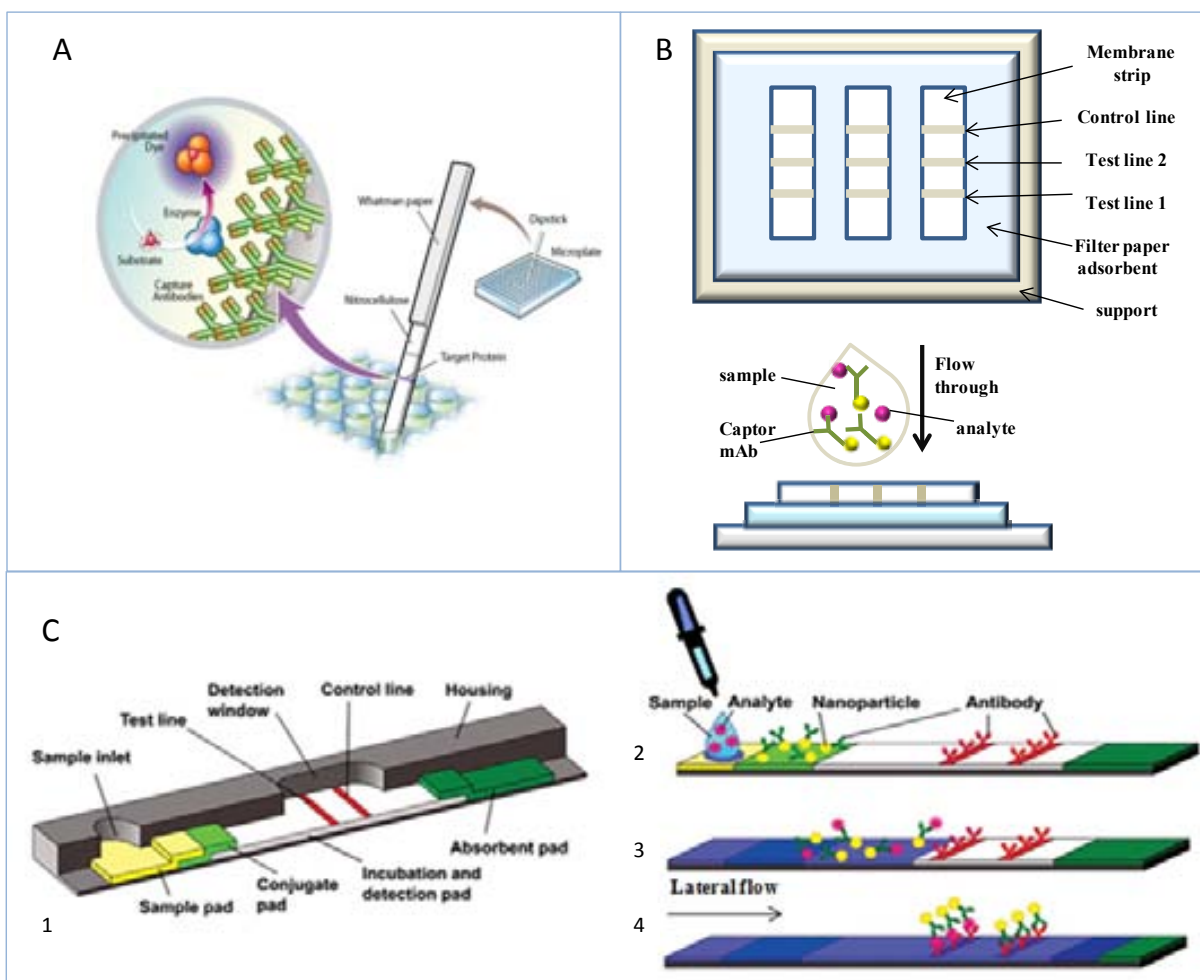 A
Precipitated
Dye
Enzyme
Substrate
Capture
Antibodies
Whatman paper
Dipstick
Microplate
Nitrocellulose
Target Protein
B
Membrane
strip
Control line
Test line 2
Test line 1
Filter paper
adsorbent
support
sample
Flow
through
Captor
mAb
analyte
C
Detection
window
Control line
Housing
Test line
Sample inlet
Absorbent pad
Incubation and
detection pad
Conjugate
pad
Sample pad
1
Sample
Analyte
Nanoparticle
Antibody
2
3
Lateral flow
4